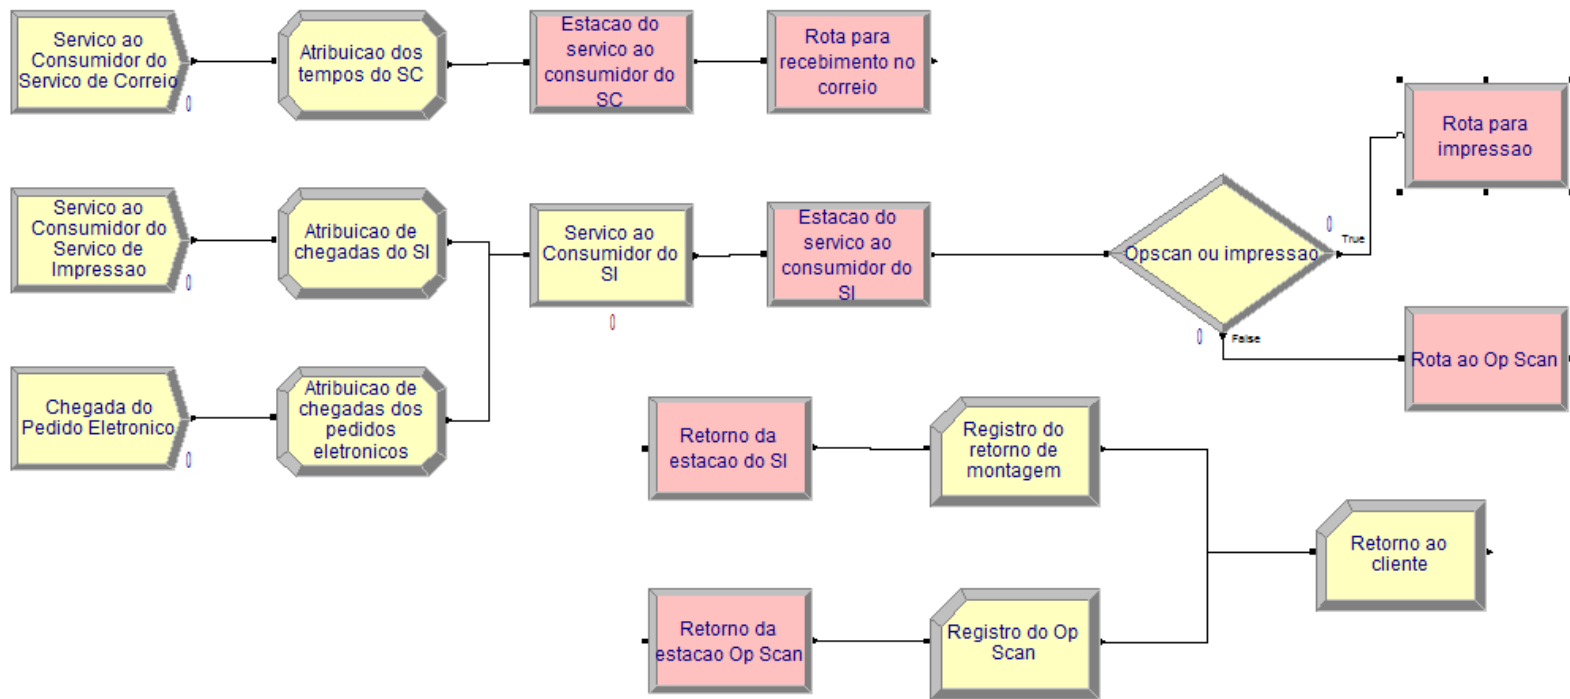 Servico ao
Consumidor do
Servico de Correio
0
Atribuicao dos
tempos do SC
Estacao do
servico ao
consumidor do
SC
Rota para
recebimento no
correio
Servico ao
Consumidor do
Servico de
Impressao
0
Atribuicao de
chegadas do SI
Servico ao
Consumidor do
SI
0
Estacao do
servico ao
consumidor do
SI
Opscan ou impressao
0
True
0
False
Rota para
impressao
Rota ao Op Scan
Chegada do
Pedido Eletronico
0
Atribuicao de
chegadas dos
pedidos
eletronicos
Retorno da
estacao do SI
Registro do
retorno de
montagem
Retorno ao
cliente
Retorno da
estacao Op Scan
Registro do Op
Scan